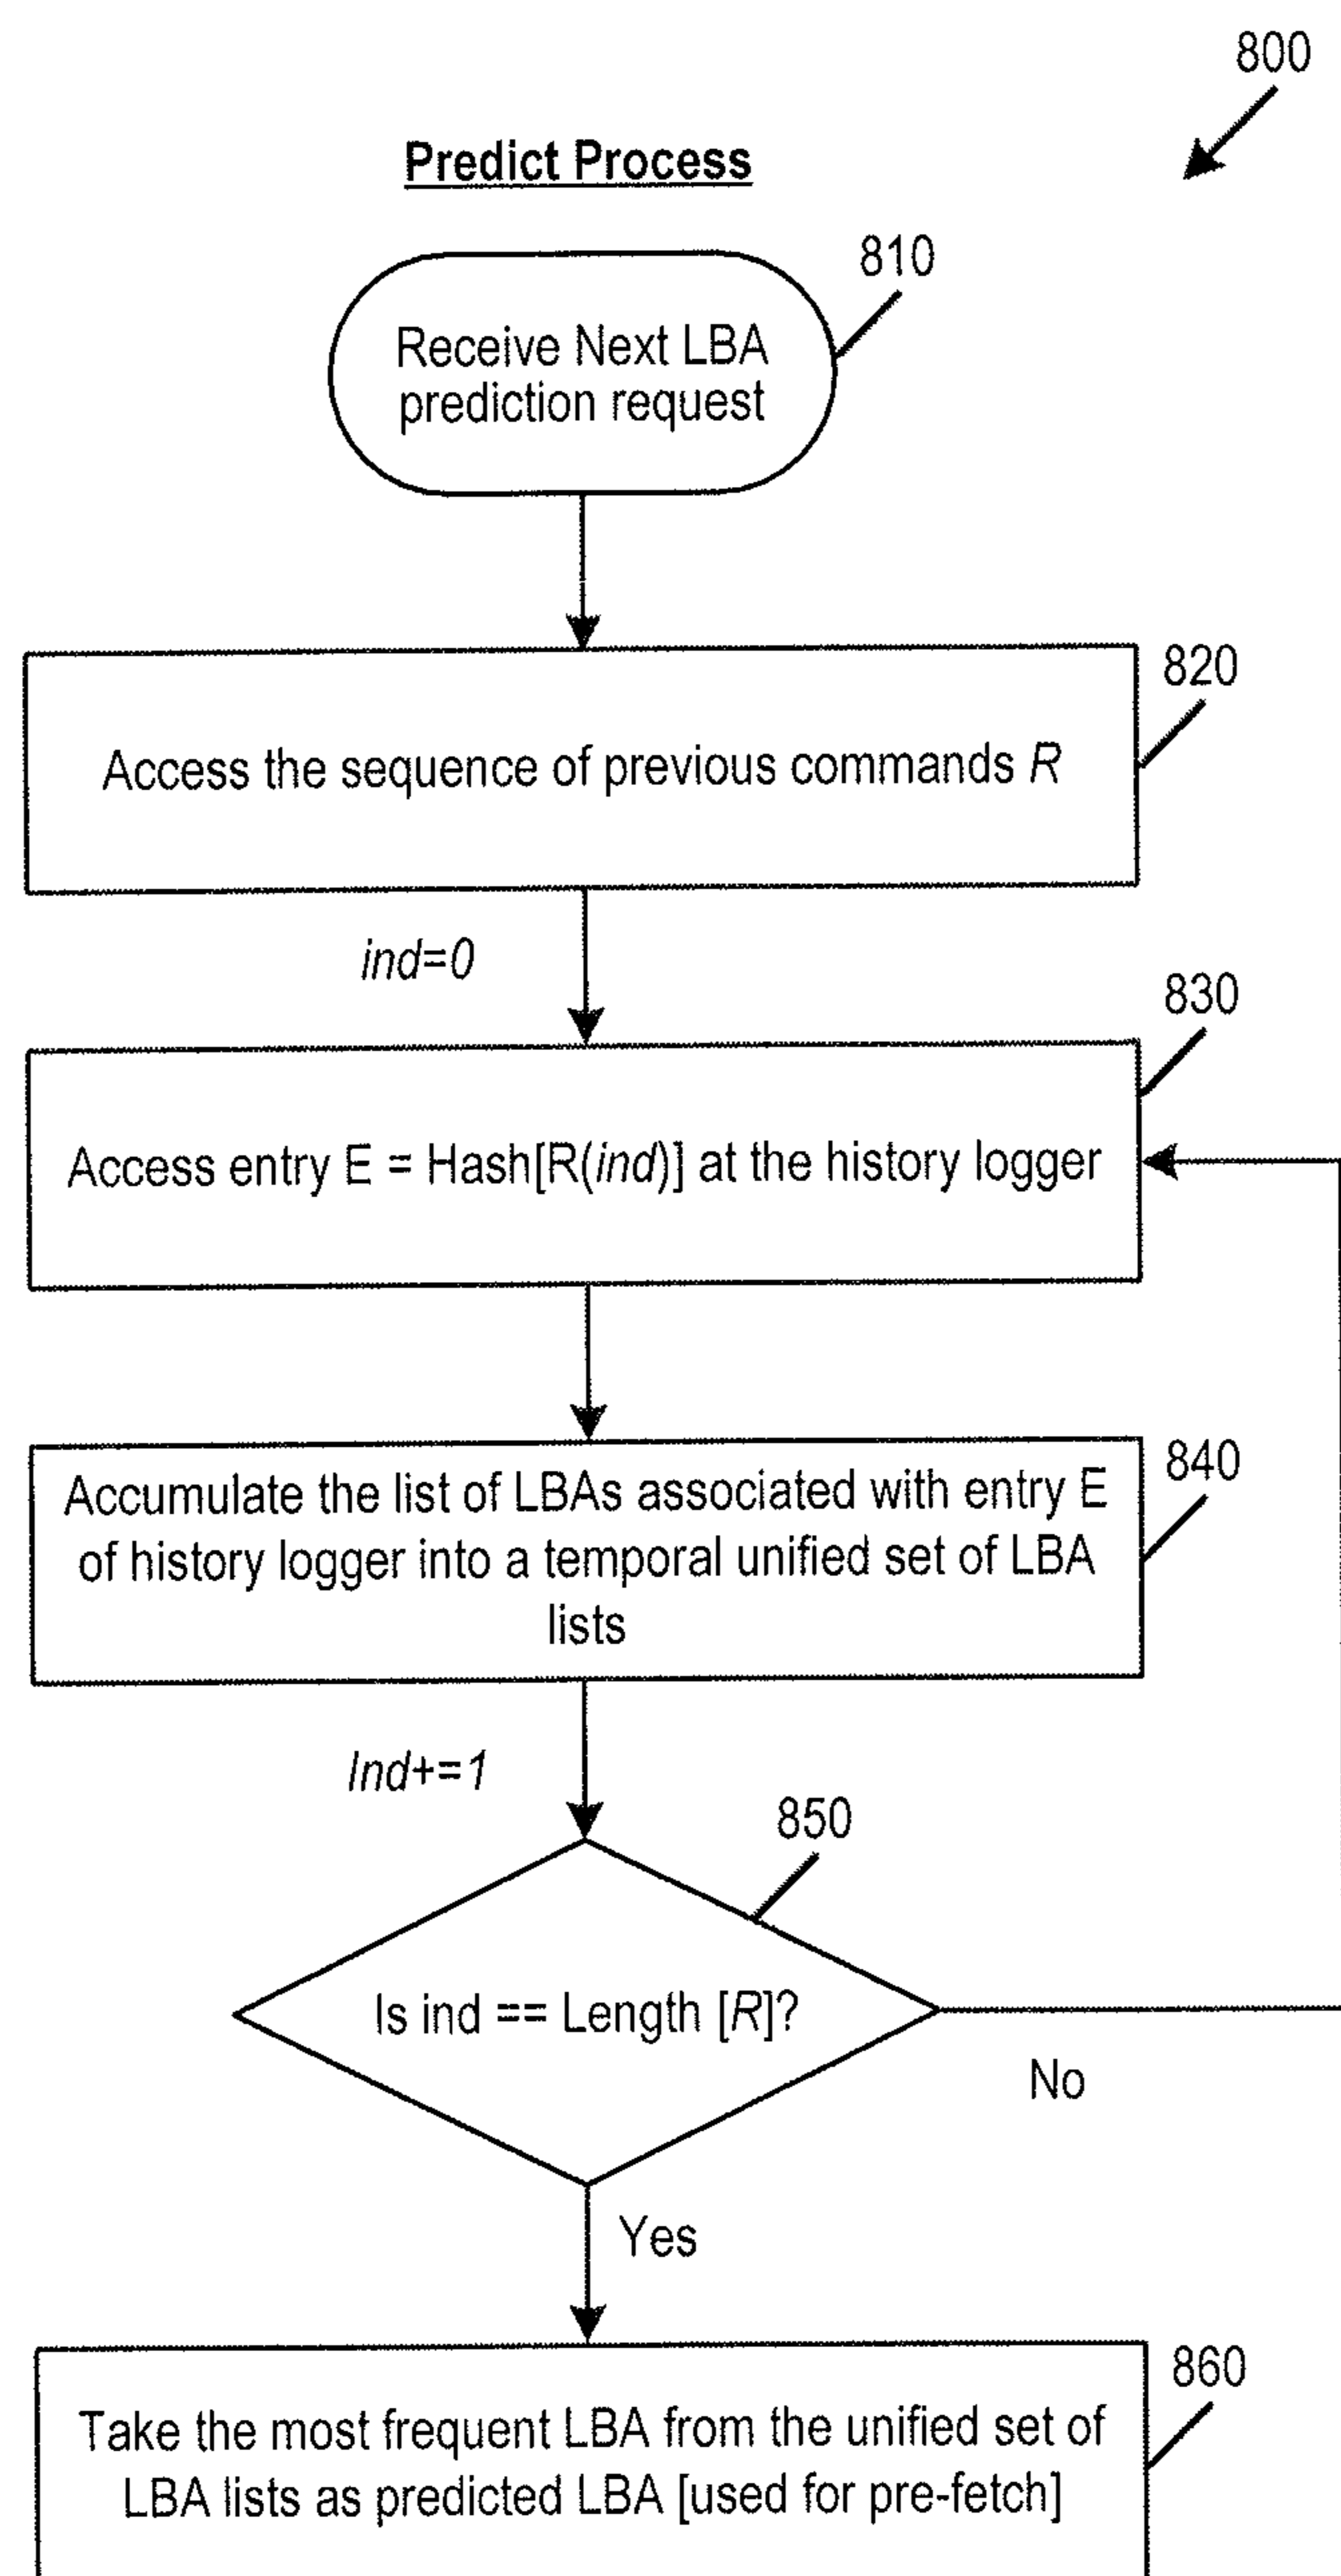 800
Predict Process
810
Receive Next LBA
prediction request
820
Access the sequence of previous commands R
ind=0
830
Access entry E = Hash[R(ind)] at the history logger
840
Accumulate the list of LBAs associated with entry E
of history logger into a temporal unified set of LBA
lists
Ind+=1
850
Is ind == Length [R]?
No
Yes
860
Take the most frequent LBA from the unified set of
LBA lists as predicted LBA [used for pre-fetch]